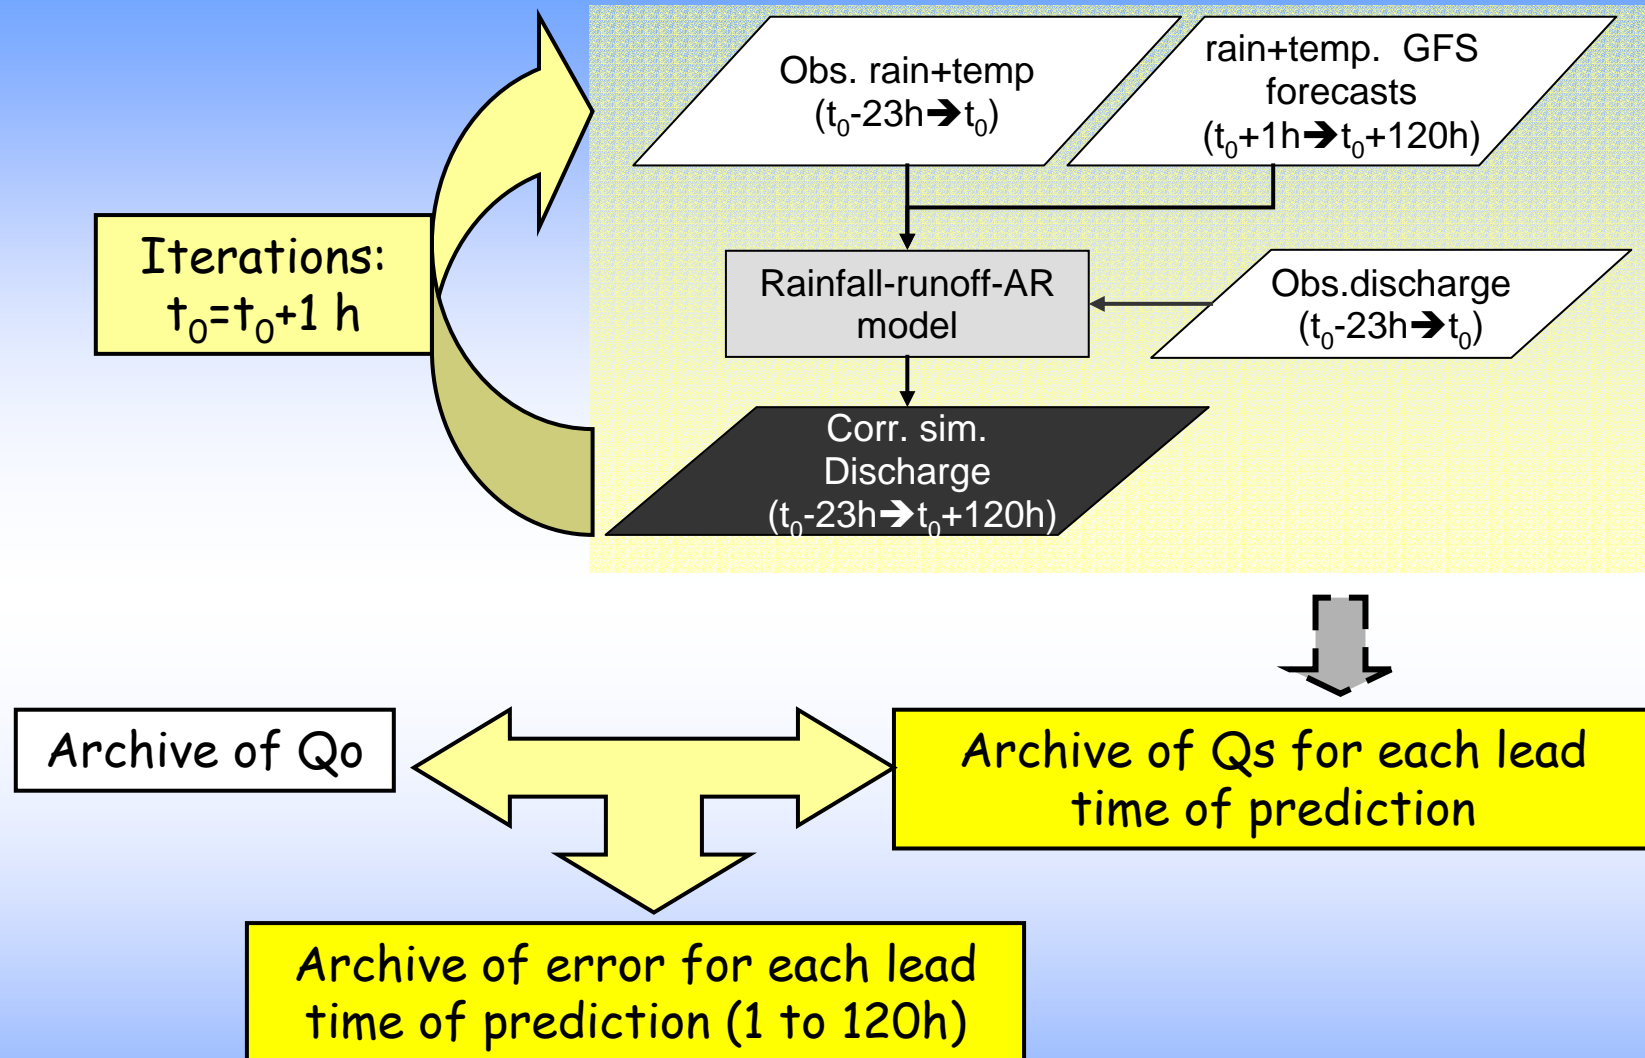 Obs. rain+temp
(t₀-23h➔t₀)
rain+temp. GFS
forecasts
(t₀+1h➔t₀+120h)
Iterations:
t₀=t₀+1 h
Rainfall-runoff-AR
model
Obs.discharge
(t₀-23h➔t₀)
Corr. sim.
Discharge
(t₀-23h➔t₀+120h)
Archive of Qo
Archive of Qs for each lead
time of prediction
Archive of error for each lead
time of prediction (1 to 120h)